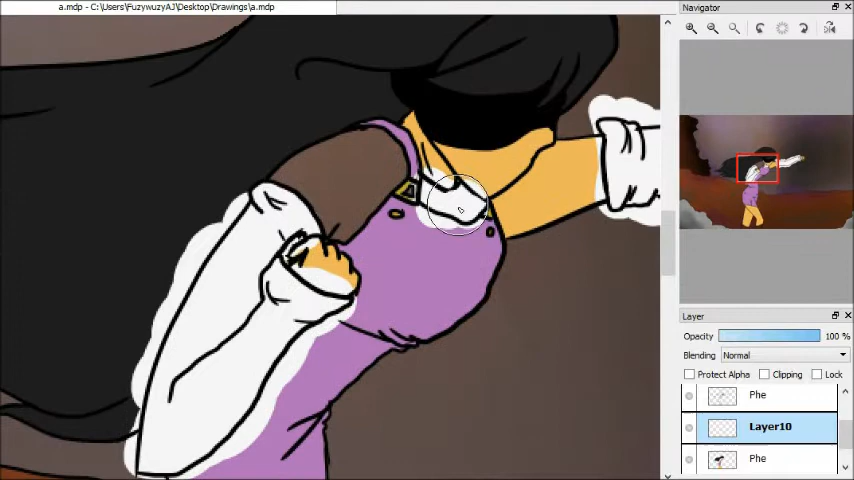 a.mdp - C:\Users\FuzywuzyAJ\Desktop\Drawings\a.mdp
Navigator
Layer
Opacity 100 %
Blending Normal
Protect Alpha Clipping Lock
Phe
Layer10
Phe